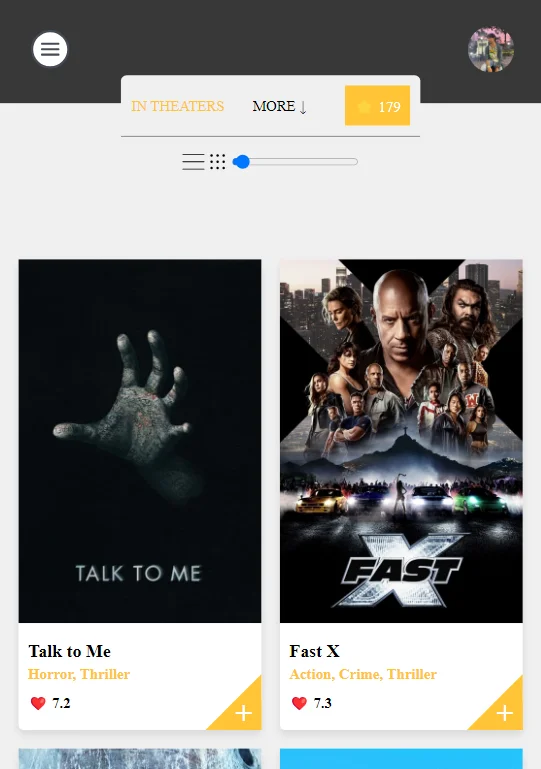 IN THEATERS MORE ↓ 179
TALK TO ME
FAST X
Talk to Me
Horror, Thriller
7.2
Fast X
Action, Crime, Thriller
7.3